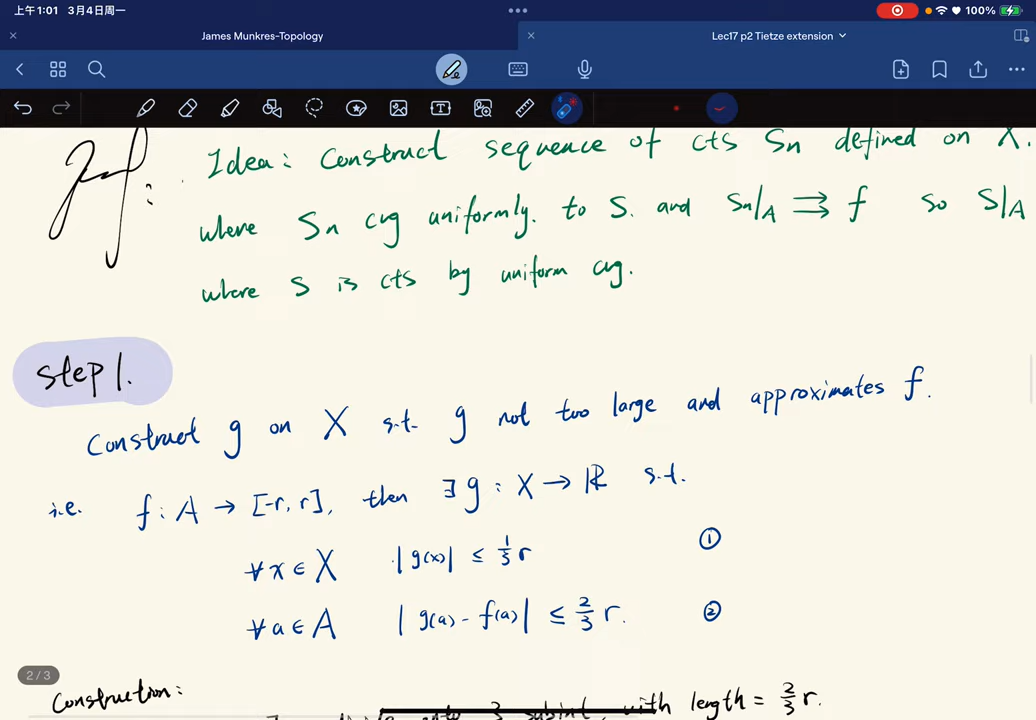 上午1:01 3月4日周一
100%
James Munkres-Topology
Lec17 p2 Tietze extension
Idea: Construct sequence of cts Sn defined on X.
where Sn cvg uniformly. to S. and Sn|A ⇉ f so S|A
where S is cts by uniform cvg.
Step 1.
Construct g on X s.t. g not too large and approximates f.
i.e. f: A → [-r, r], then ∃ g: X → ℝ s.t.
∀x ∈ X |g(x)| ≤ 1/3 r ①
∀a ∈ A |g(a) - f(a)| ≤ 2/3 r. ②
2 / 3
Construction:
into 3 subint. with length = 2/3 r.